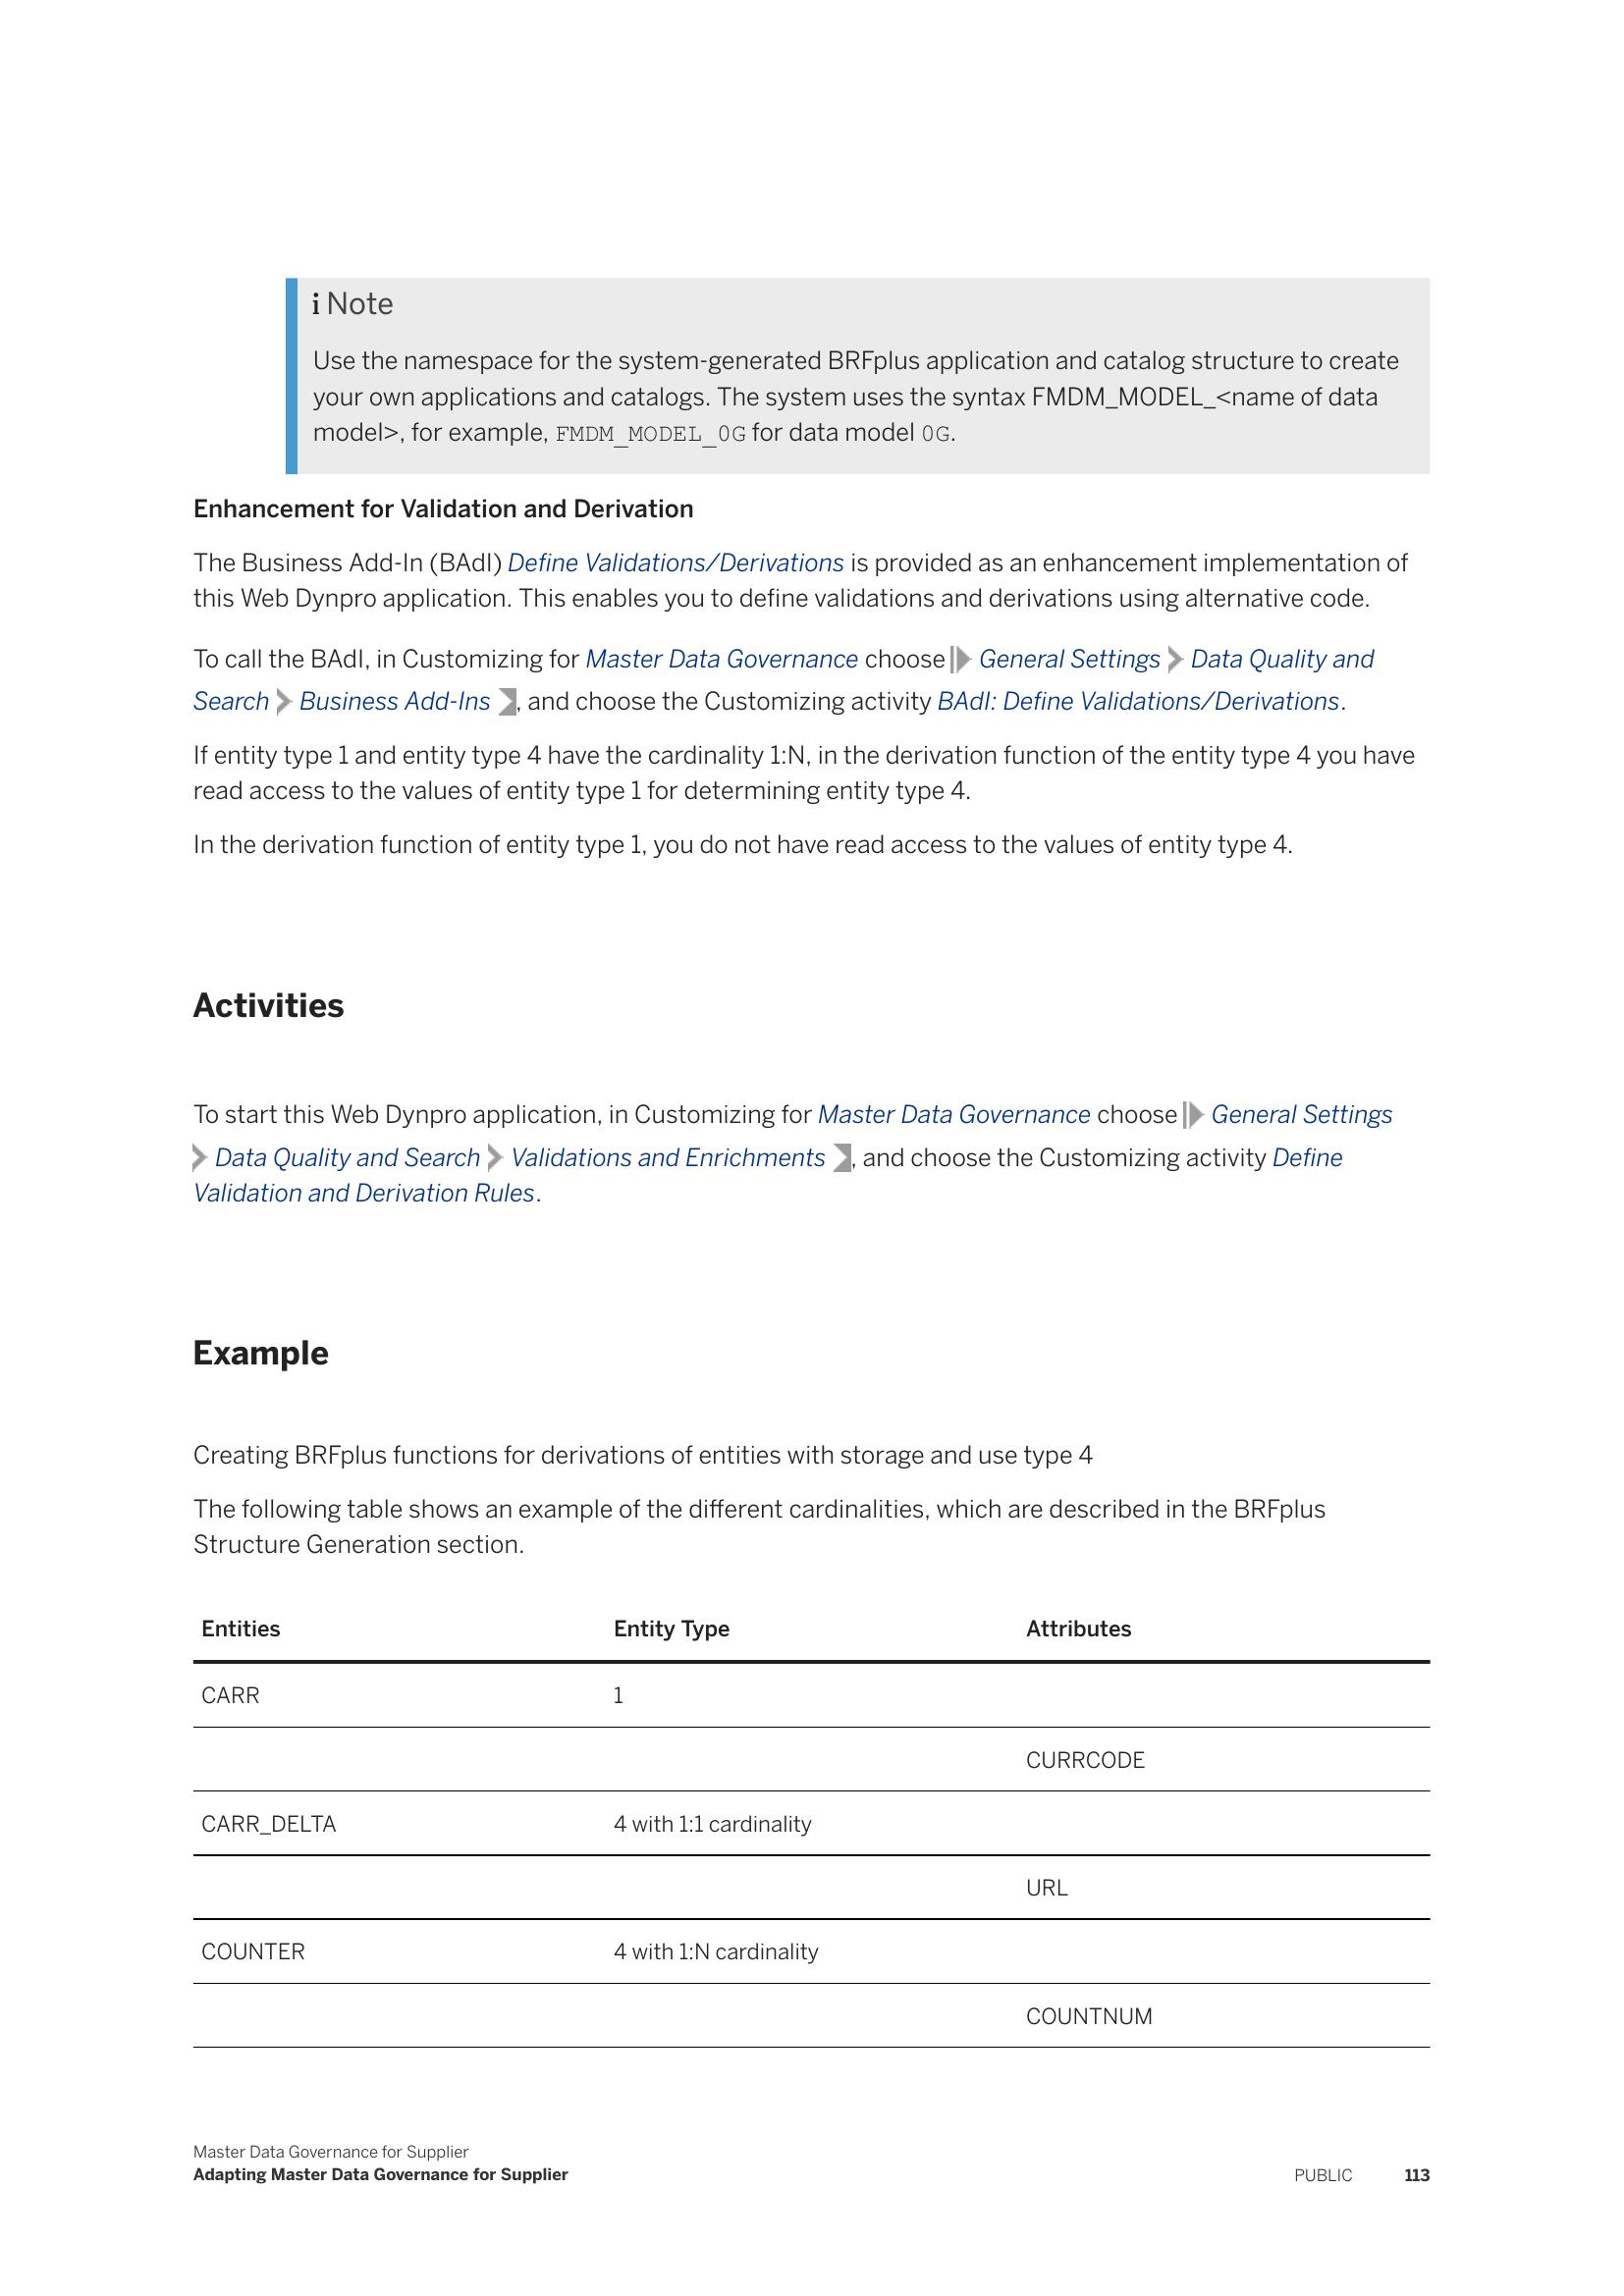 i Note
Use the namespace for the system-generated BRFplus application and catalog structure to create
your own applications and catalogs. The system uses the syntax FMDM_MODEL_<name of data
model>, for example, FMDM_MODEL_0G for data model 0G.
Enhancement for Validation and Derivation
The Business Add-In (BAdI) Define Validations/Derivations is provided as an enhancement implementation of
this Web Dynpro application. This enables you to define validations and derivations using alternative code.
To call the BAdI, in Customizing for Master Data Governance choose General Settings Data Quality and
Search Business Add-Ins , and choose the Customizing activity BAdI: Define Validations/Derivations.
If entity type 1 and entity type 4 have the cardinality 1:N, in the derivation function of the entity type 4 you have
read access to the values of entity type 1 for determining entity type 4.
In the derivation function of entity type 1, you do not have read access to the values of entity type 4.
Activities
To start this Web Dynpro application, in Customizing for Master Data Governance choose General Settings
Data Quality and Search Validations and Enrichments , and choose the Customizing activity Define
Validation and Derivation Rules.
Example
Creating BRFplus functions for derivations of entities with storage and use type 4
The following table shows an example of the different cardinalities, which are described in the BRFplus
Structure Generation section.
Entities Entity Type Attributes
CARR 1
CURRCODE
CARR_DELTA 4 with 1:1 cardinality
URL
COUNTER 4 with 1:N cardinality
COUNTNUM
Master Data Governance for Supplier
Adapting Master Data Governance for Supplier PUBLIC 113